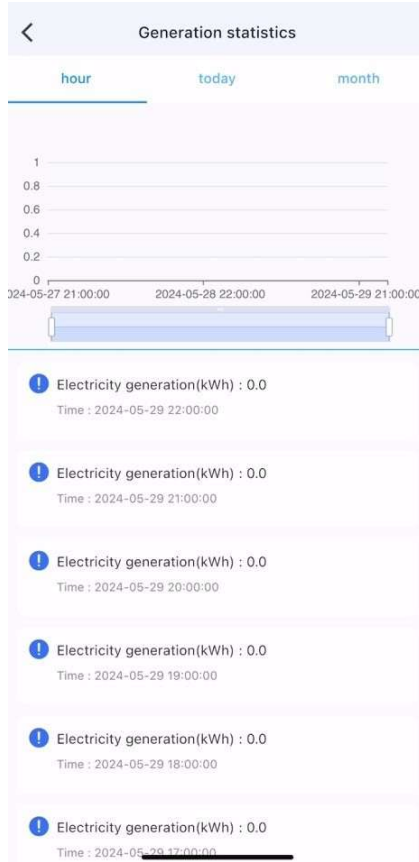 Generation statistics
hour today month
1
0.8
0.6
0.4
0.2
0
024-05-27 21:00:00 2024-05-28 22:00:00 2024-05-29 21:00:00
Electricity generation(kWh) : 0.0
Time : 2024-05-29 22:00:00
Electricity generation(kWh) : 0.0
Time : 2024-05-29 21:00:00
Electricity generation(kWh) : 0.0
Time : 2024-05-29 20:00:00
Electricity generation(kWh) : 0.0
Time : 2024-05-29 19:00:00
Electricity generation(kWh) : 0.0
Time : 2024-05-29 18:00:00
Electricity generation(kWh) : 0.0
Time : 2024-05-29 17:00:00